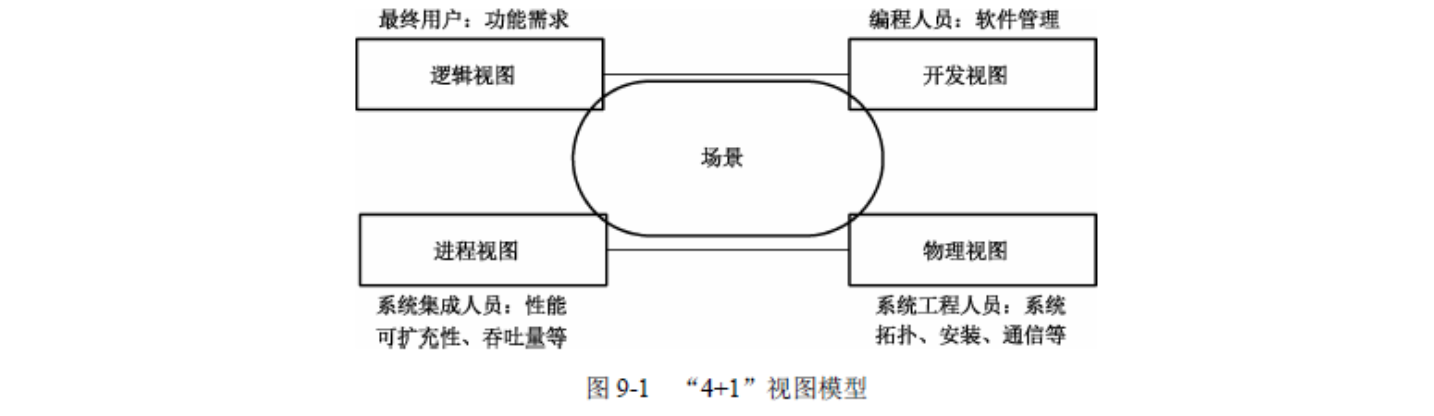 最终用户：功能需求
编程人员：软件管理
逻辑视图
开发视图
场景
进程视图
物理视图
系统集成人员：性能
可扩充性、吞吐量等
系统工程人员：系统
拓扑、安装、通信等
图 9-1 “4+1”视图模型